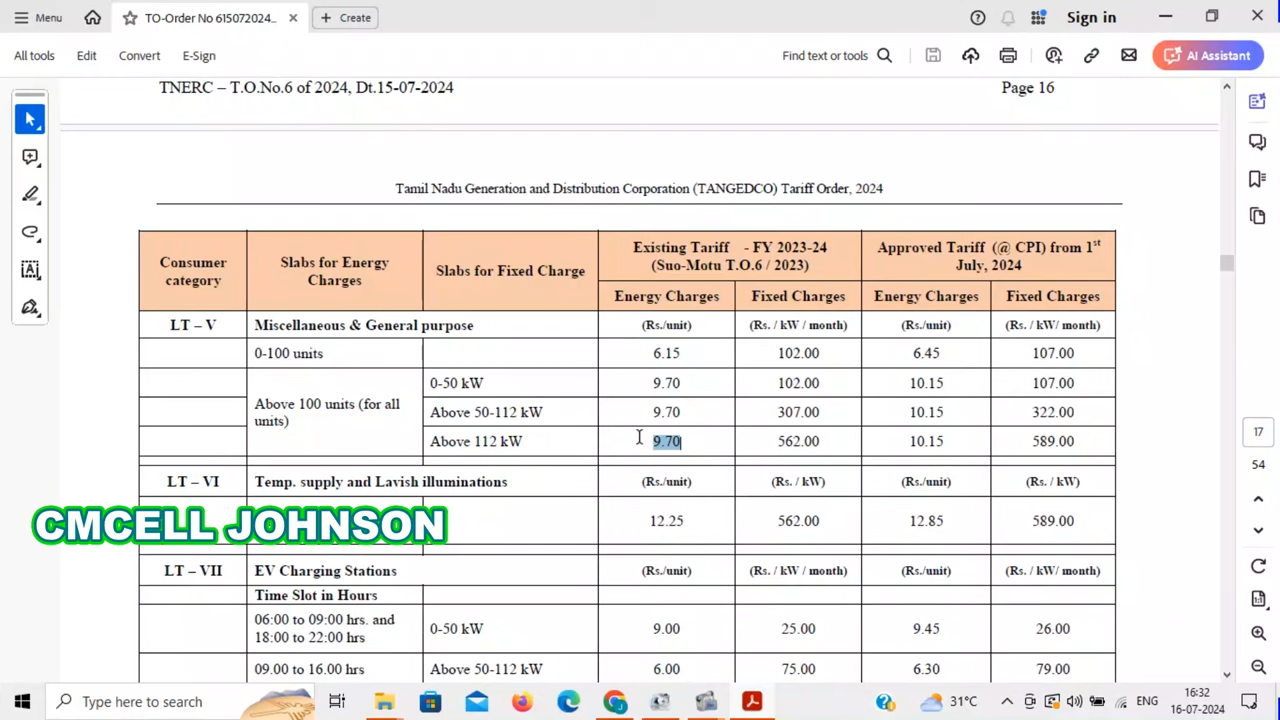 Menu
TO-Order No 615072024...
Create
Sign in
All tools
Edit
Convert
E-Sign
Find text or tools
AI Assistant
TNERC – T.O.No.6 of 2024, Dt.15-07-2024 Page 16
Tamil Nadu Generation and Distribution Corporation (TANGEDCO) Tariff Order, 2024
Consumer category
Slabs for Energy Charges
Slabs for Fixed Charge
Existing Tariff - FY 2023-24
(Suo-Motu T.O.6 / 2023)
Approved Tariff (@ CPI) from 1st
July, 2024
Energy Charges Fixed Charges Energy Charges Fixed Charges
LT – V Miscellaneous & General purpose (Rs./unit) (Rs. / kW / month) (Rs./unit) (Rs. / kW/ month)
0-100 units 6.15 102.00 6.45 107.00
Above 100 units (for all units)
0-50 kW 9.70 102.00 10.15 107.00
Above 50-112 kW 9.70 307.00 10.15 322.00
Above 112 kW 9.70 562.00 10.15 589.00
LT – VI Temp. supply and Lavish illuminations (Rs./unit) (Rs. / kW) (Rs./unit) (Rs. / kW)
CMCELL JOHNSON
12.25 562.00 12.85 589.00
LT – VII EV Charging Stations (Rs./unit) (Rs. / kW / month) (Rs./unit) (Rs. / kW/ month)
Time Slot in Hours
06:00 to 09:00 hrs. and
18:00 to 22:00 hrs
0-50 kW 9.00 25.00 9.45 26.00
09.00 to 16.00 hrs Above 50-112 kW 6.00 75.00 6.30 79.00
17
54
Type here to search
31°C
ENG
16:32
16-07-2024